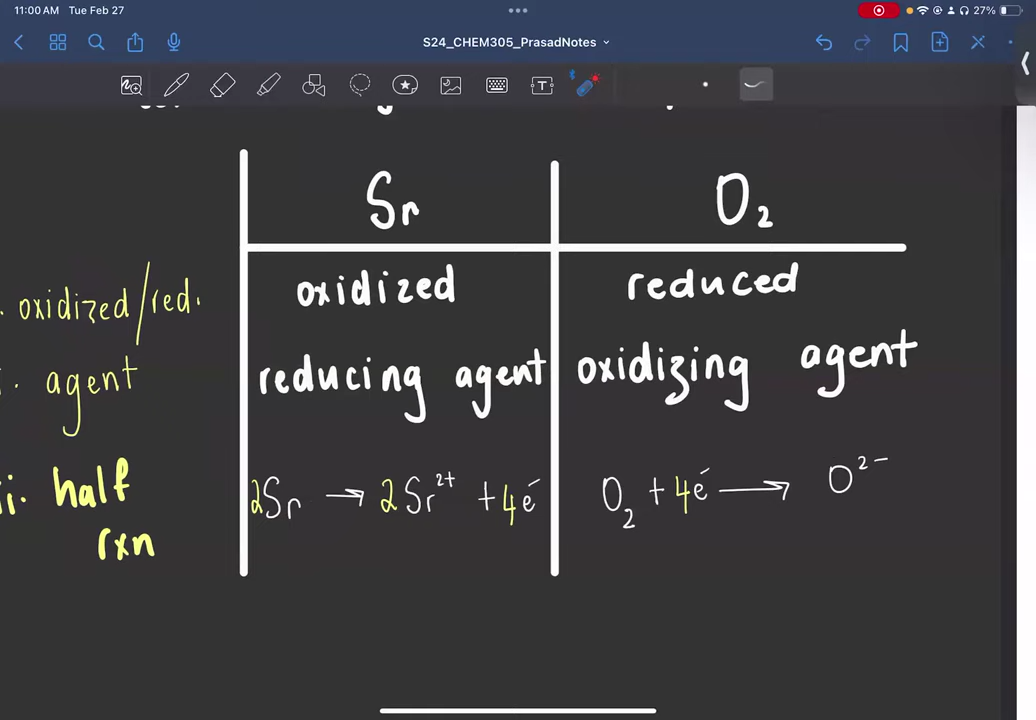 11:00 AM Tue Feb 27
27%
S24_CHEM305_PrasadNotes
Sr O₂
i. oxidized/red. oxidized reduced
i. agent reducing agent oxidizing agent
ii. half rxn 2Sr → 2Sr²⁺ + 4e⁻ O₂ + 4e⁻ → O²⁻